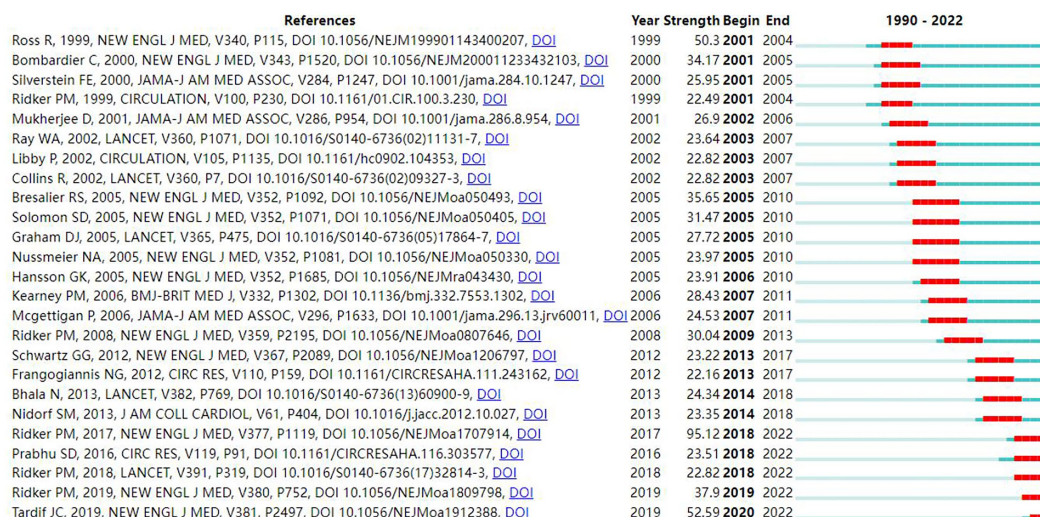 References Year Strength Begin End 1990 - 2022
Ross R, 1999, NEW ENGL J MED, V340, P115, DOI 10.1056/NEJM199901143400207, DOI 1999 50.3 2001 2004
Bombardier C, 2000, NEW ENGL J MED, V343, P1520, DOI 10.1056/NEJM200011233432103, DOI 2000 34.17 2001 2005
Silverstein FE, 2000, JAMA-J AM MED ASSOC, V284, P1247, DOI 10.1001/jama.284.10.1247, DOI 2000 25.95 2001 2005
Ridker PM, 1999, CIRCULATION, V100, P230, DOI 10.1161/01.CIR.100.3.230, DOI 1999 22.49 2001 2004
Mukherjee D, 2001, JAMA-J AM MED ASSOC, V286, P954, DOI 10.1001/jama.286.8.954, DOI 2001 26.9 2002 2006
Ray WA, 2002, LANCET, V360, P1071, DOI 10.1016/S0140-6736(02)11131-7, DOI 2002 23.64 2003 2007
Libby P, 2002, CIRCULATION, V105, P1135, DOI 10.1161/hc0902.104353, DOI 2002 22.82 2003 2007
Collins R, 2002, LANCET, V360, P7, DOI 10.1016/S0140-6736(02)09327-3, DOI 2002 22.82 2003 2007
Bresalier RS, 2005, NEW ENGL J MED, V352, P1092, DOI 10.1056/NEJMoa050493, DOI 2005 35.65 2005 2010
Solomon SD, 2005, NEW ENGL J MED, V352, P1071, DOI 10.1056/NEJMoa050405, DOI 2005 31.47 2005 2010
Graham DJ, 2005, LANCET, V365, P475, DOI 10.1016/S0140-6736(05)17864-7, DOI 2005 27.72 2005 2010
Nussmeier NA, 2005, NEW ENGL J MED, V352, P1081, DOI 10.1056/NEJMoa050330, DOI 2005 23.97 2005 2010
Hansson GK, 2005, NEW ENGL J MED, V352, P1685, DOI 10.1056/NEJMra043430, DOI 2005 23.91 2006 2010
Kearney PM, 2006, BMJ-BRIT MED J, V332, P1302, DOI 10.1136/bmj.332.7553.1302, DOI 2006 28.43 2007 2011
Mcgettigan P, 2006, JAMA-J AM MED ASSOC, V296, P1633, DOI 10.1001/jama.296.13.jrv60011, DOI 2006 24.53 2007 2011
Ridker PM, 2008, NEW ENGL J MED, V359, P2195, DOI 10.1056/NEJMoa0807646, DOI 2008 30.04 2009 2013
Schwartz GG, 2012, NEW ENGL J MED, V367, P2089, DOI 10.1056/NEJMoa1206797, DOI 2012 23.22 2013 2017
Frangogiannis NG, 2012, CIRC RES, V110, P159, DOI 10.1161/CIRCRESAHA.111.243162, DOI 2012 22.16 2013 2017
Bhala N, 2013, LANCET, V382, P769, DOI 10.1016/S0140-6736(13)60900-9, DOI 2013 24.34 2014 2018
Nidorf SM, 2013, J AM COLL CARDIOL, V61, P404, DOI 10.1016/j.jacc.2012.10.027, DOI 2013 23.35 2014 2018
Ridker PM, 2017, NEW ENGL J MED, V377, P1119, DOI 10.1056/NEJMoa1707914, DOI 2017 95.12 2018 2022
Prabhu SD, 2016, CIRC RES, V119, P91, DOI 10.1161/CIRCRESAHA.116.303577, DOI 2016 23.51 2018 2022
Ridker PM, 2018, LANCET, V391, P319, DOI 10.1016/S0140-6736(17)32814-3, DOI 2018 22.82 2018 2022
Ridker PM, 2019, NEW ENGL J MED, V380, P752, DOI 10.1056/NEJMoa1809798, DOI 2019 37.9 2019 2022
Tardif JC, 2019, NEW ENGL J MED, V381, P2497, DOI 10.1056/NEJMoa1912388, DOI 2019 52.59 2020 2022